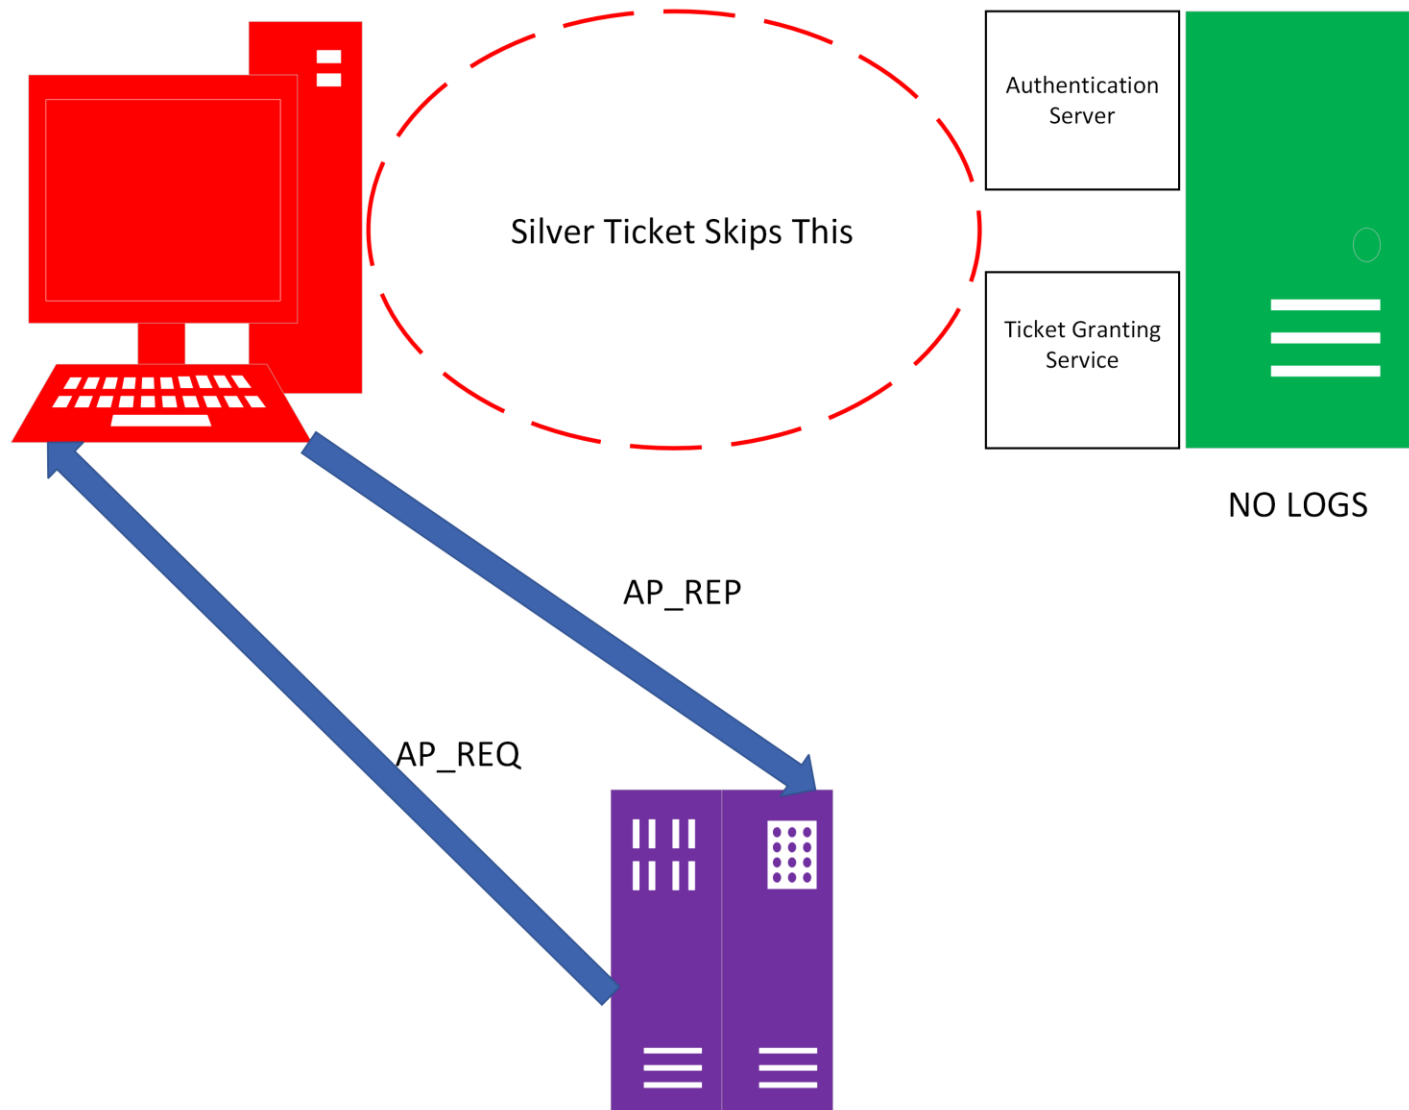 Authentication
Server
Silver Ticket Skips This
Ticket Granting
Service
NO LOGS
AP_REP
AP_REQ